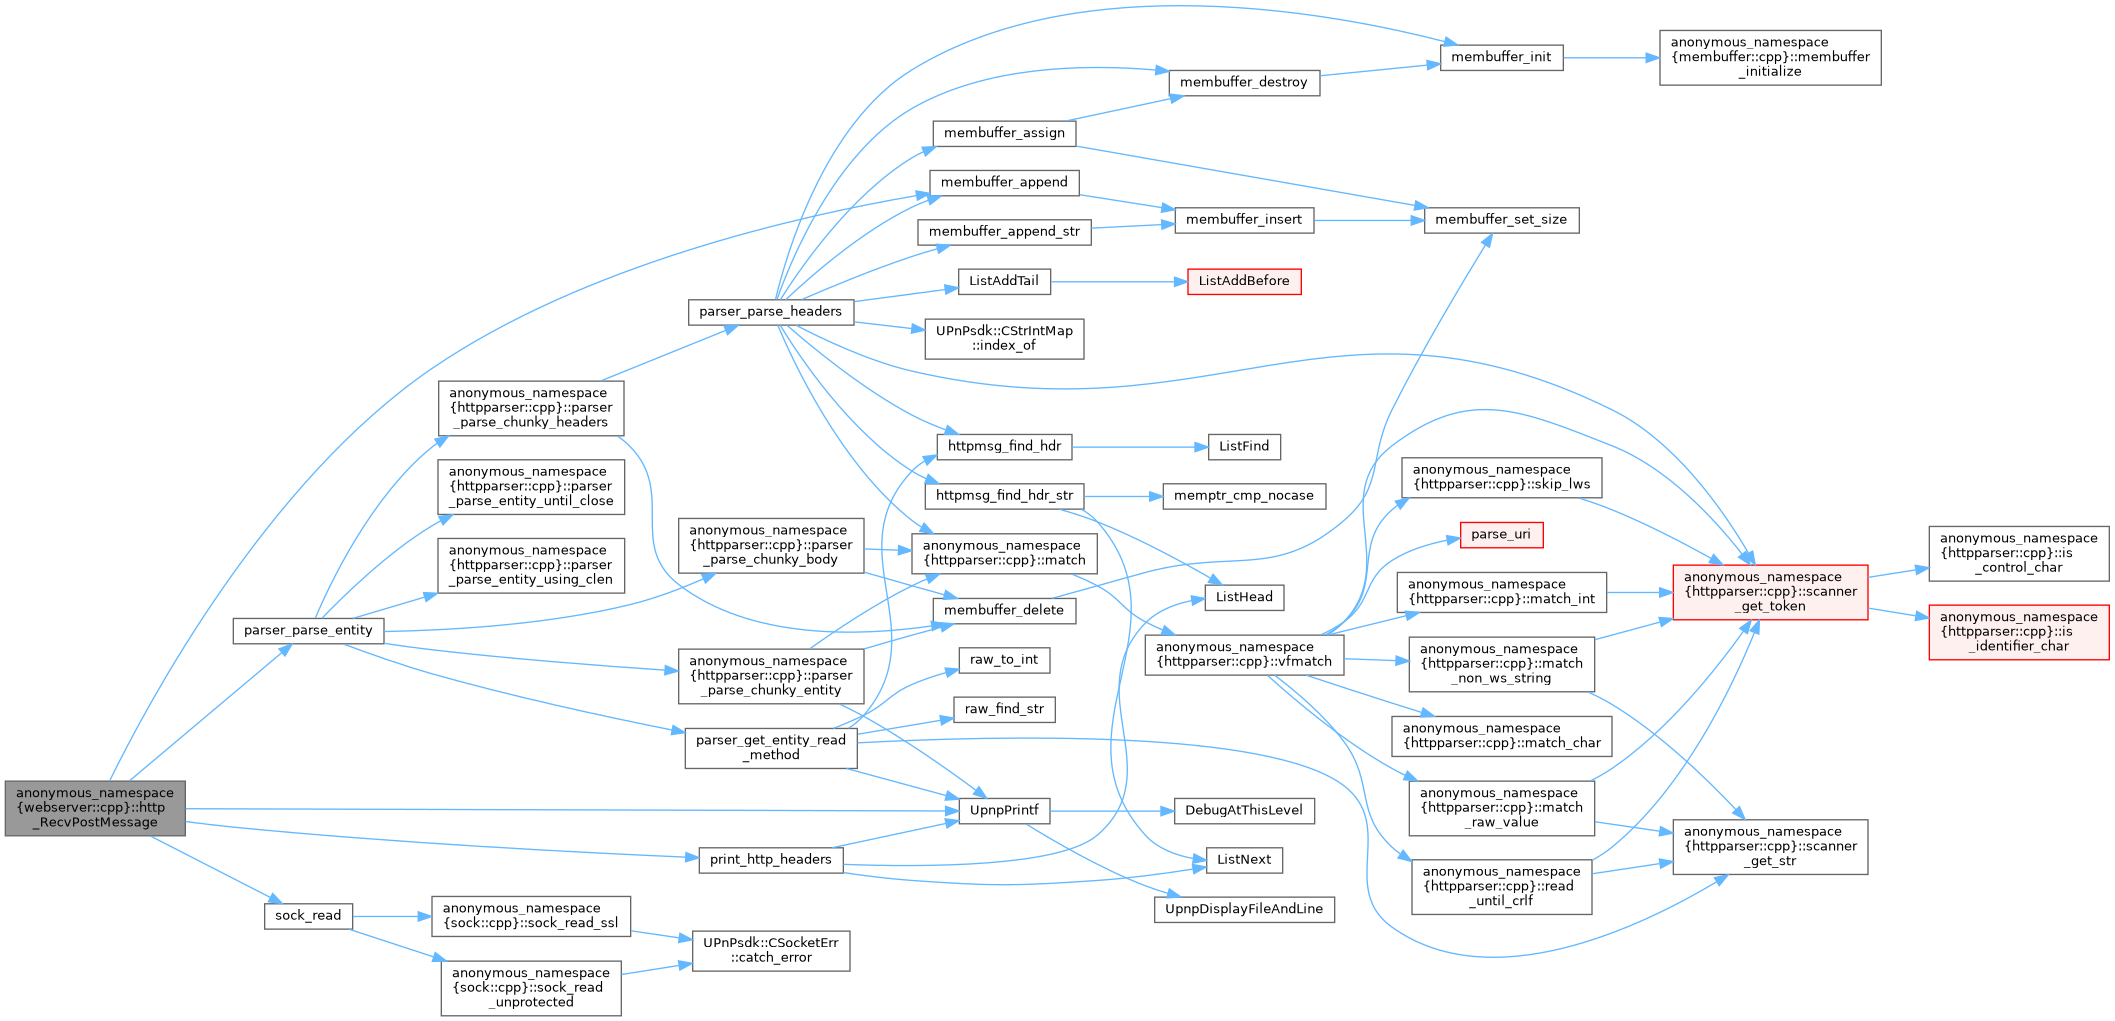 anonymous_namespace
{webserver::cpp}::http
_RecvPostMessage
parser_parse_entity
sock_read
anonymous_namespace
{httpparser::cpp}::parser
_parse_chunky_headers
anonymous_namespace
{httpparser::cpp}::parser
_parse_entity_until_close
anonymous_namespace
{httpparser::cpp}::parser
_parse_entity_using_clen
anonymous_namespace
{sock::cpp}::sock_read_ssl
anonymous_namespace
{sock::cpp}::sock_read
_unprotected
parser_parse_headers
anonymous_namespace
{httpparser::cpp}::parser
_parse_chunky_body
anonymous_namespace
{httpparser::cpp}::parser
_parse_chunky_entity
parser_get_entity_read
_method
print_http_headers
UPnPsdk::CSocketErr
::catch_error
membuffer_assign
membuffer_append
membuffer_append_str
ListAddTail
UPnPsdk::CStrIntMap
::index_of
httpmsg_find_hdr
httpmsg_find_hdr_str
anonymous_namespace
{httpparser::cpp}::match
membuffer_delete
raw_to_int
raw_find_str
UpnpPrintf
membuffer_destroy
membuffer_insert
ListAddBefore
ListFind
memptr_cmp_nocase
ListHead
anonymous_namespace
{httpparser::cpp}::vfmatch
DebugAtThisLevel
ListNext
UpnpDisplayFileAndLine
membuffer_init
membuffer_set_size
anonymous_namespace
{httpparser::cpp}::skip_lws
parse_uri
anonymous_namespace
{httpparser::cpp}::match_int
anonymous_namespace
{httpparser::cpp}::match
_non_ws_string
anonymous_namespace
{httpparser::cpp}::match_char
anonymous_namespace
{httpparser::cpp}::match
_raw_value
anonymous_namespace
{httpparser::cpp}::read
_until_crlf
anonymous_namespace
{membuffer::cpp}::membuffer
_initialize
anonymous_namespace
{httpparser::cpp}::scanner
_get_token
anonymous_namespace
{httpparser::cpp}::scanner
_get_str
anonymous_namespace
{httpparser::cpp}::is
_control_char
anonymous_namespace
{httpparser::cpp}::is
_identifier_char